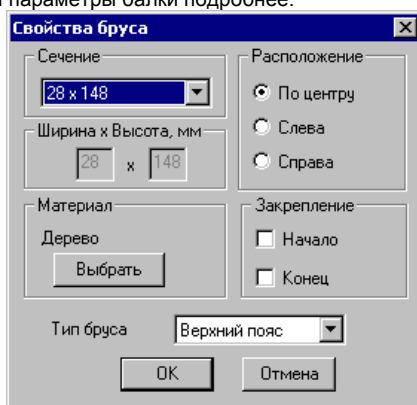 параметры балки подробнее.
Свойства бруса
Сечение
28 x 148
Ширина x Высота, мм
28 x 148
Материал
Дерево
Выбрать
Расположение
По центру
Слева
Справа
Закрепление
Начало
Конец
Тип бруса
Верхний пояс
OK
Отмена